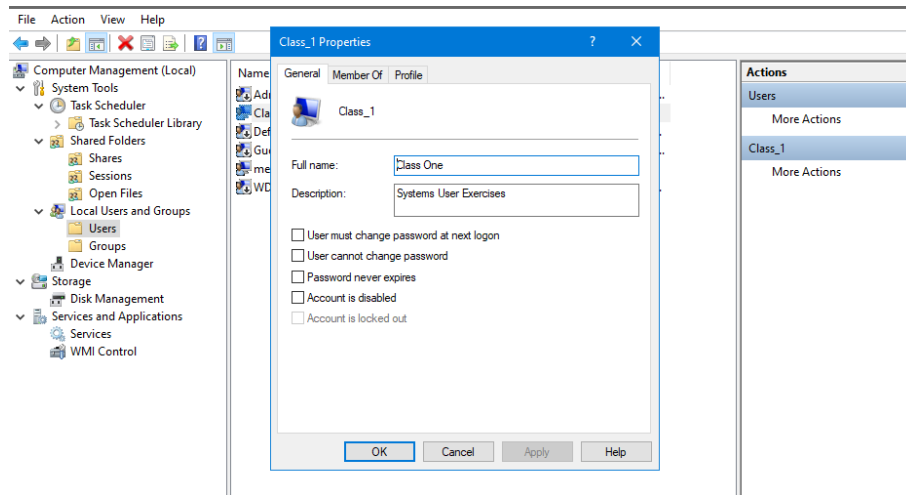 File Action View Help
Class_1 Properties ? ×
Computer Management (Local)
System Tools
Task Scheduler
Task Scheduler Library
Shared Folders
Shares
Sessions
Open Files
Local Users and Groups
Users
Groups
Device Manager
Storage
Disk Management
Services and Applications
Services
WMI Control
Name
WD
General Member Of Profile
Class_1
Full name: Class One
Description: Systems User Exercises
User must change password at next logon
User cannot change password
Password never expires
Account is disabled
Account is locked out
OK Cancel Apply Help
Actions
Users
More Actions
Class_1
More Actions